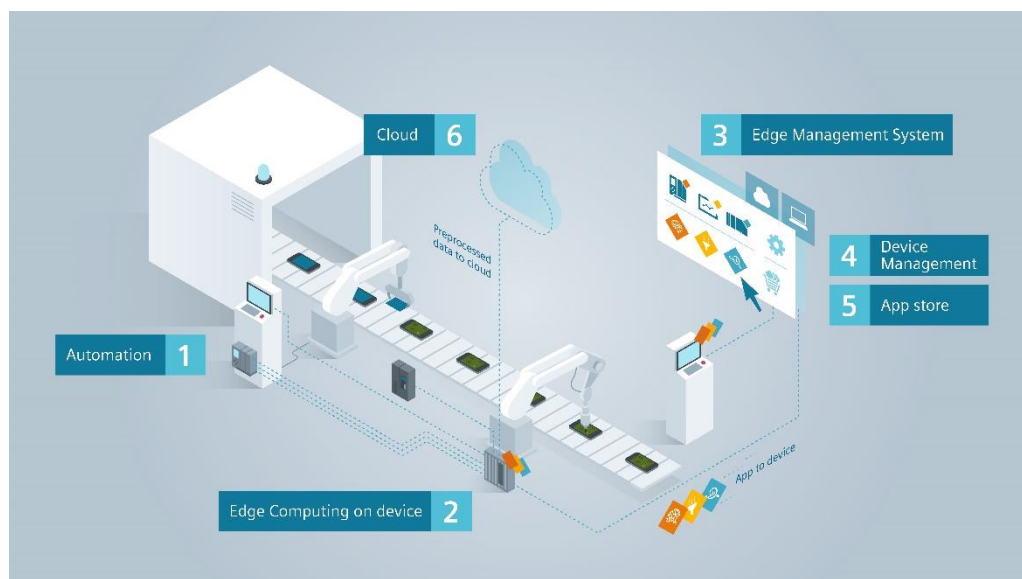 Cloud 6
3 Edge Management System
Preprocessed
data to cloud
4 Device
Management
5 App store
Automation 1
App to device
Edge Computing on device 2